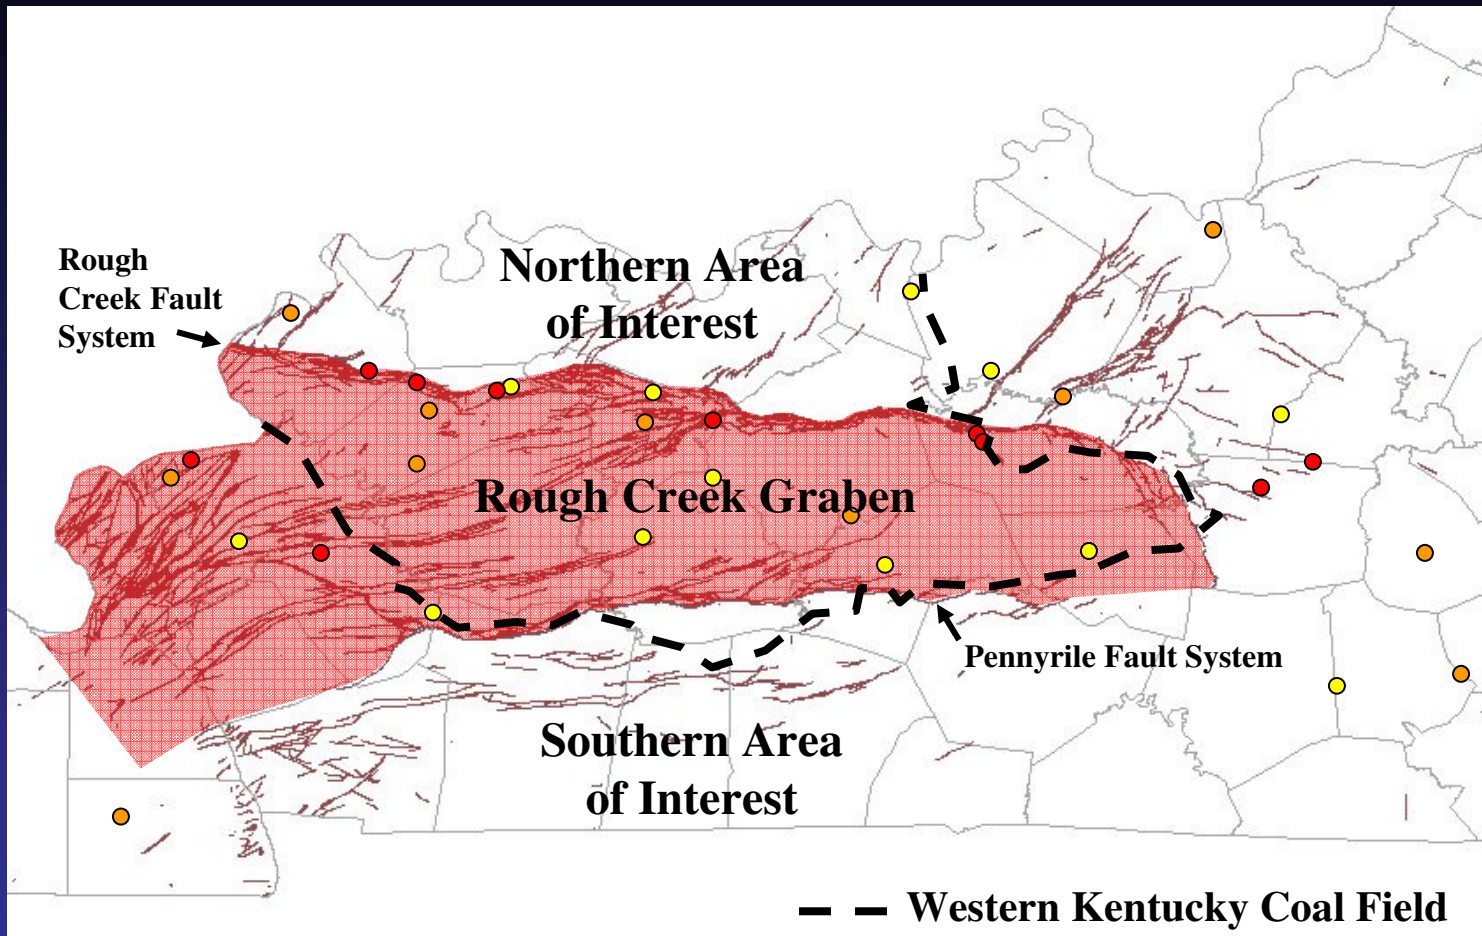 Northern Area
of Interest
Rough
Creek Fault
System
Rough Creek Graben
Pennyrile Fault System
Southern Area
of Interest
Western Kentucky Coal Field